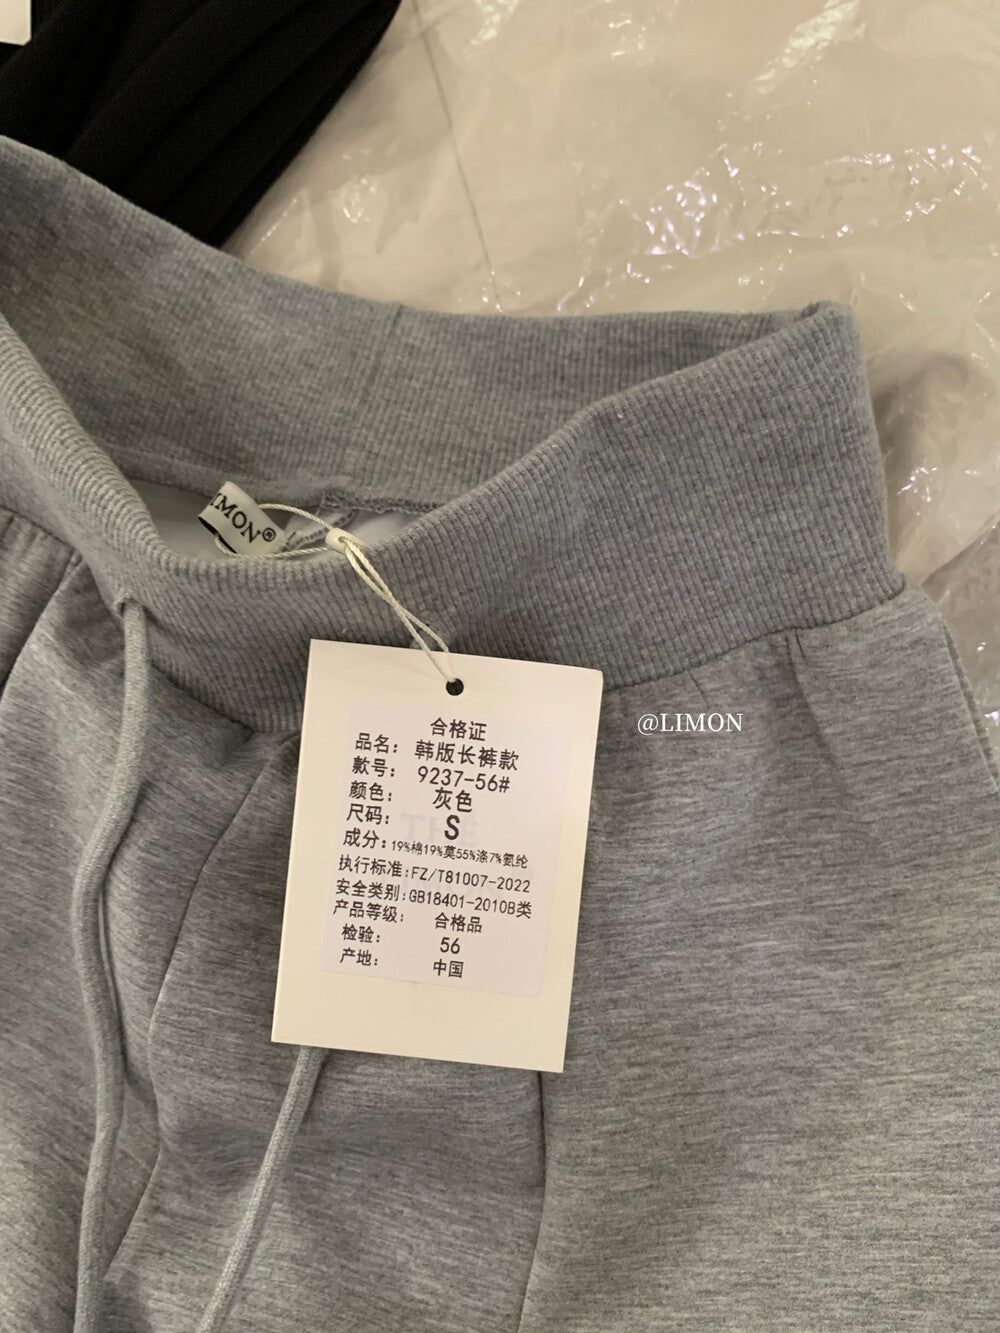 IMON®
@LIMON
合格证
品名: 韩版长裤款
款号: 9237-56#
颜色: 灰色
尺码: S
成分:19%棉19%莫55%涤7%氨纶
执行标准:FZ/T81007-2022
安全类别:GB18401-2010B类
产品等级: 合格品
检验: 56
产地: 中国